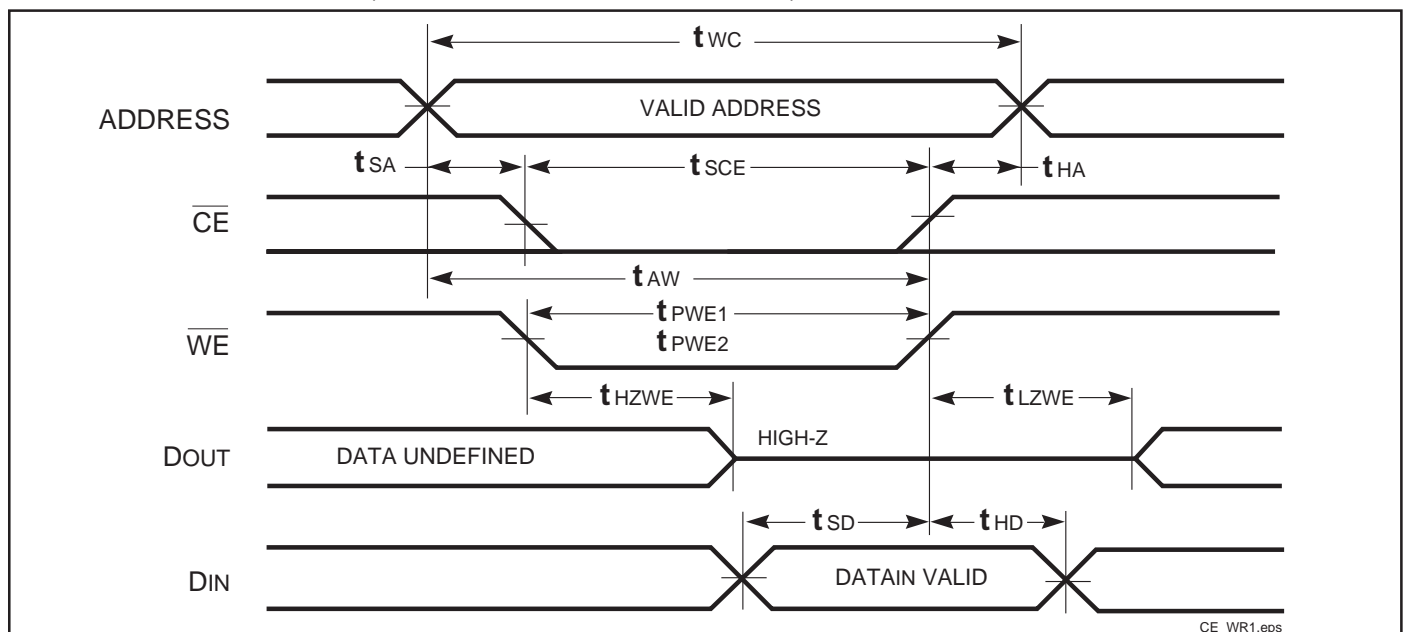 tWC
ADDRESS
VALID ADDRESS
tSA
tSCE
tHA
CE
tAW
tPWE1
WE
tPWE2
tHZWE
tLZWE
HIGH-Z
DOUT
DATA UNDEFINED
tSD
tHD
DIN
DATAIN VALID
CE_WR1.eps